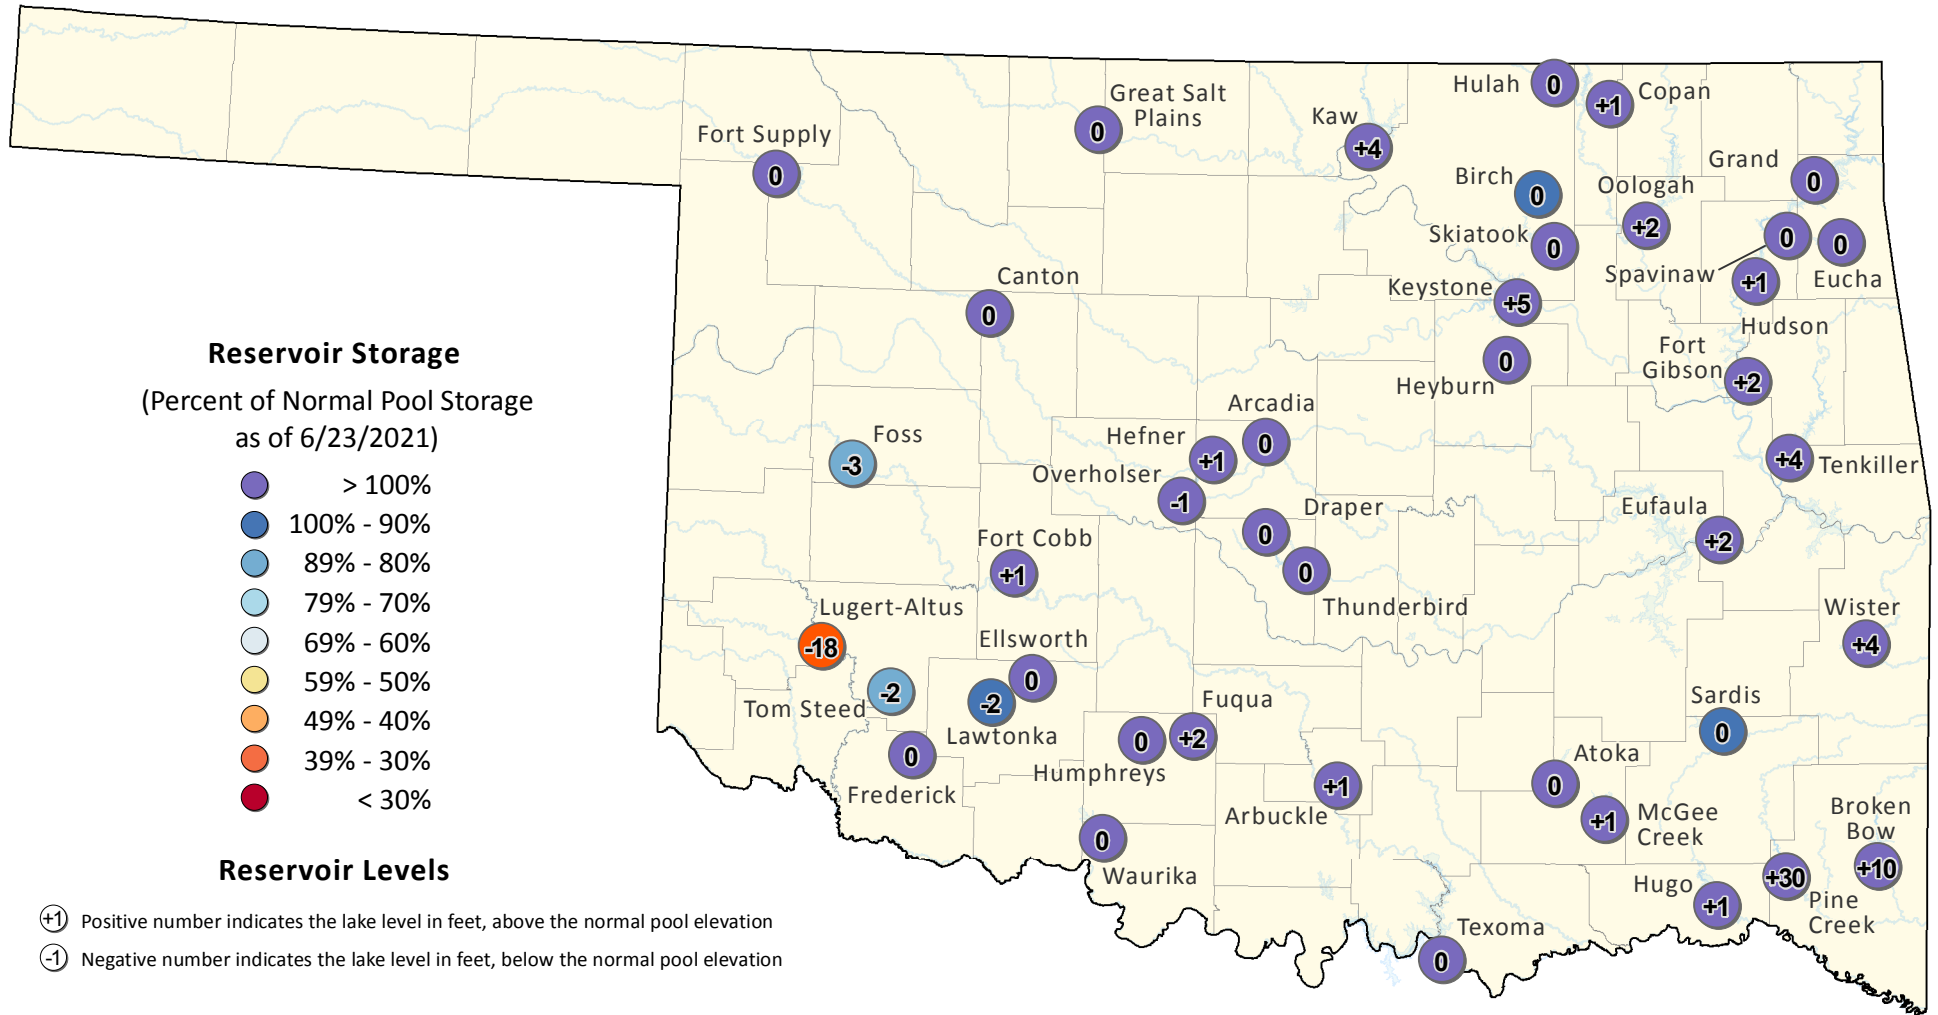 Hulah
0
+1
Copan
Great Salt
Plains
0
Kaw
+4
Fort Supply
0
Grand
0
Birch
0
Oologah
+2
Skiatook
0
Spavinaw
0
0
Eucha
Canton
0
Keystone
+5
+1
Hudson
Heyburn
0
Fort
Gibson
+2
Reservoir Storage
(Percent of Normal Pool Storage
as of 6/23/2021)
> 100%
100% - 90%
89% - 80%
79% - 70%
69% - 60%
59% - 50%
49% - 40%
39% - 30%
< 30%
Reservoir Levels
+1 Positive number indicates the lake level in feet, above the normal pool elevation
-1 Negative number indicates the lake level in feet, below the normal pool elevation
Arcadia
0
Hefner
+1
Overholser
-1
Foss
-3
+4
Tenkiller
Draper
0
Eufaula
+2
Fort Cobb
+1
0
Thunderbird
Lugert-Altus
-18
Ellsworth
0
Wister
+4
Tom Steed
-2
-2
Lawtonka
Fuqua
+2
0
Humphreys
Sardis
0
0
Frederick
Atoka
0
+1
Arbuckle
+1
McGee
Creek
Broken
Bow
+10
0
Waurika
Hugo
+1
+30
Pine
Creek
Texoma
0